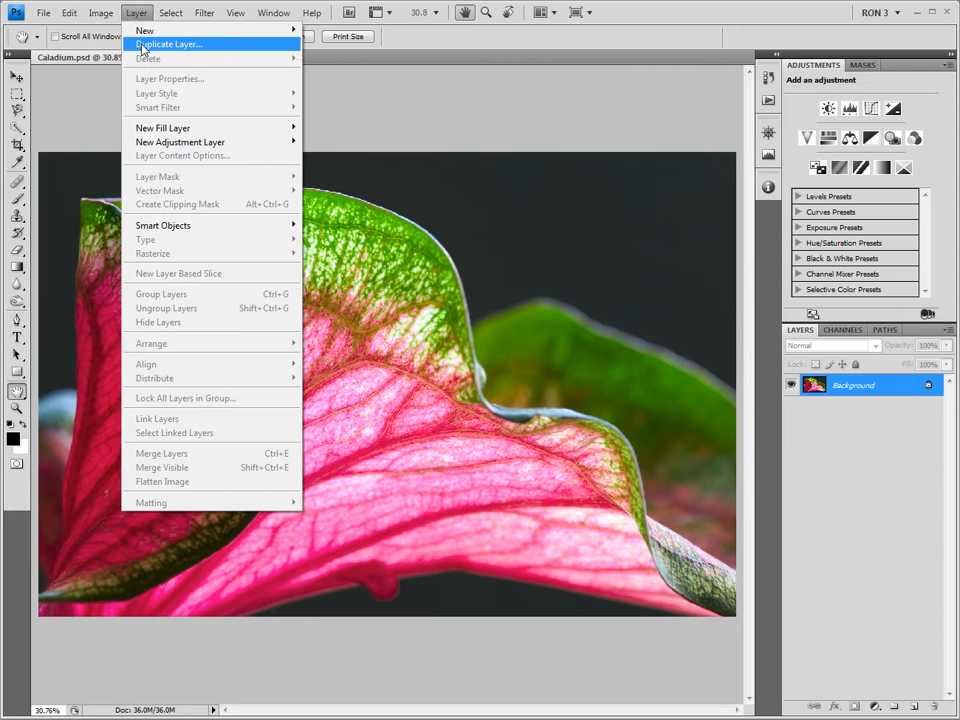 Ps File Edit Image Layer Select Filter View Window Help Br 30.8 RON 3
Scroll All Windows Print Size
Caladium.psd @ 30.8%
New
Duplicate Layer...
Delete
Layer Properties...
Layer Style
Smart Filter
New Fill Layer
New Adjustment Layer
Layer Content Options...
Layer Mask
Vector Mask
Create Clipping Mask Alt+Ctrl+G
Smart Objects
Type
Rasterize
New Layer Based Slice
Group Layers Ctrl+G
Ungroup Layers Shift+Ctrl+G
Hide Layers
Arrange
Align
Distribute
Lock All Layers in Group...
Link Layers
Select Linked Layers
Merge Layers Ctrl+E
Merge Visible Shift+Ctrl+E
Flatten Image
Matting
ADJUSTMENTS MASKS
Add an adjustment
Levels Presets
Curves Presets
Exposure Presets
Hue/Saturation Presets
Black & White Presets
Channel Mixer Presets
Selective Color Presets
LAYERS CHANNELS PATHS
Normal Opacity: 100%
Lock: Fill: 100%
Background
30.76% Doc: 36.0M/36.0M